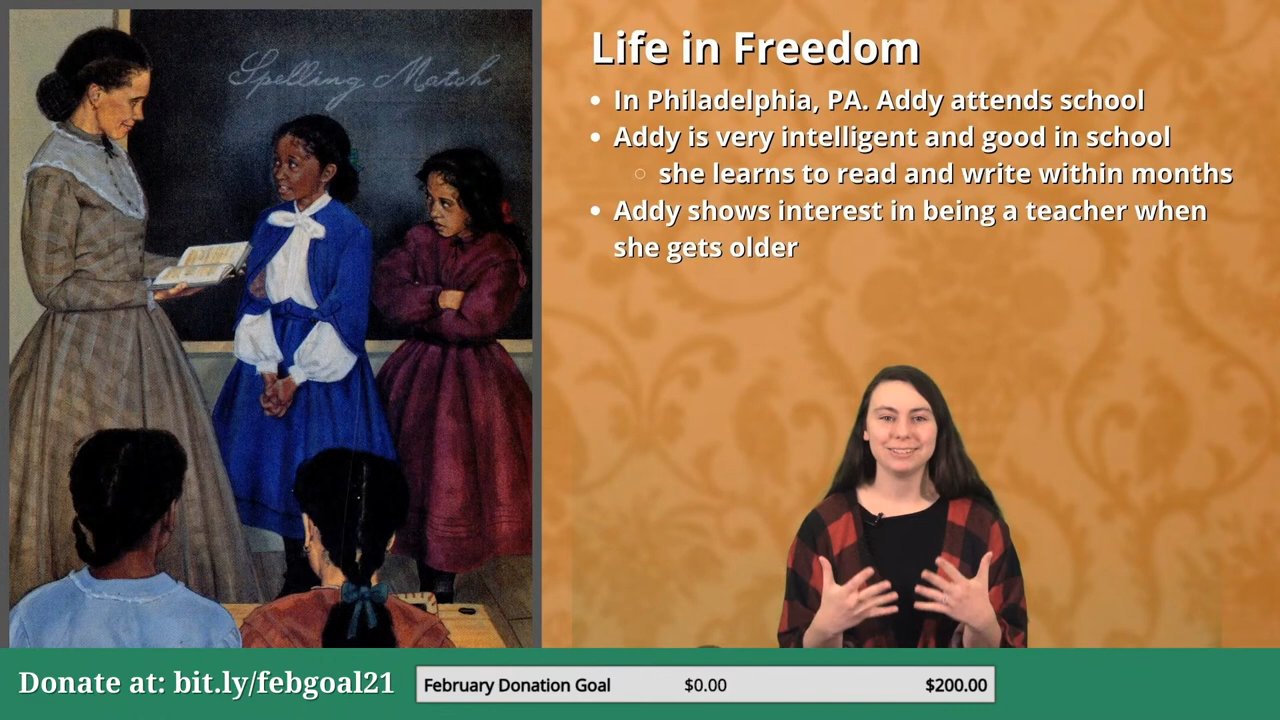 Spelling Match
Life in Freedom
In Philadelphia, PA. Addy attends school
Addy is very intelligent and good in school
she learns to read and write within months
Addy shows interest in being a teacher when
she gets older
Donate at: bit.ly/febgoal21
February Donation Goal $0.00 $200.00